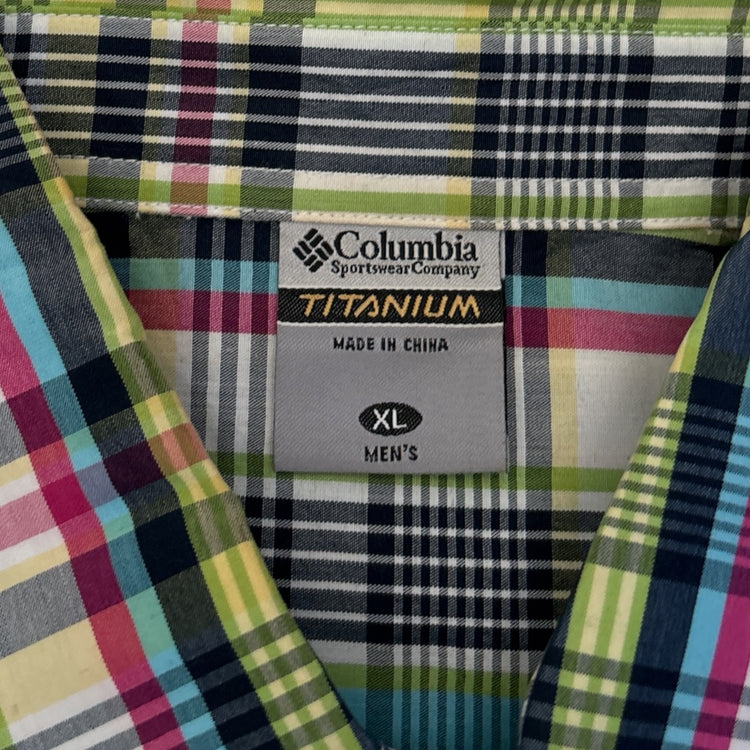 Columbia
Sportswear Company
TITANIUM
MADE IN CHINA
XL
MEN'S